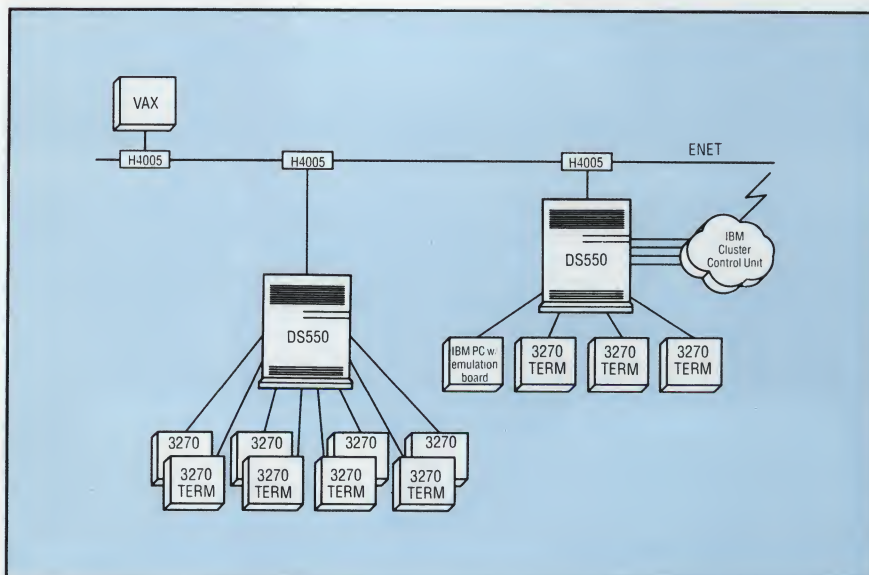 VAX
H4005
H4005
H4005
ENET
DS550
IBM
Cluster
Control Unit
DS550
IBM PC w/
emulation
board
3270
TERM
3270
TERM
3270
TERM
3270
3270
3270
3270
3270
TERM
3270
TERM
3270
TERM
3270
TERM